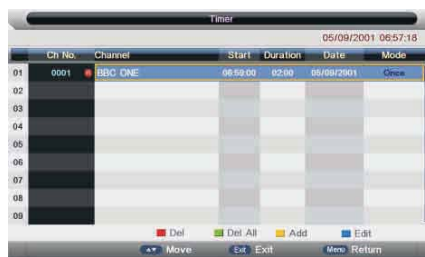 Timer
05/09/2001 06:57:18
Ch No. Channel Start Duration Date Mode
01 0001 BBC ONE 06:59:00 02:00 05/09/2001 Once
02
03
04
05
06
07
08
09
Del Del All Add Edit
Move Exit Exit Menu Return